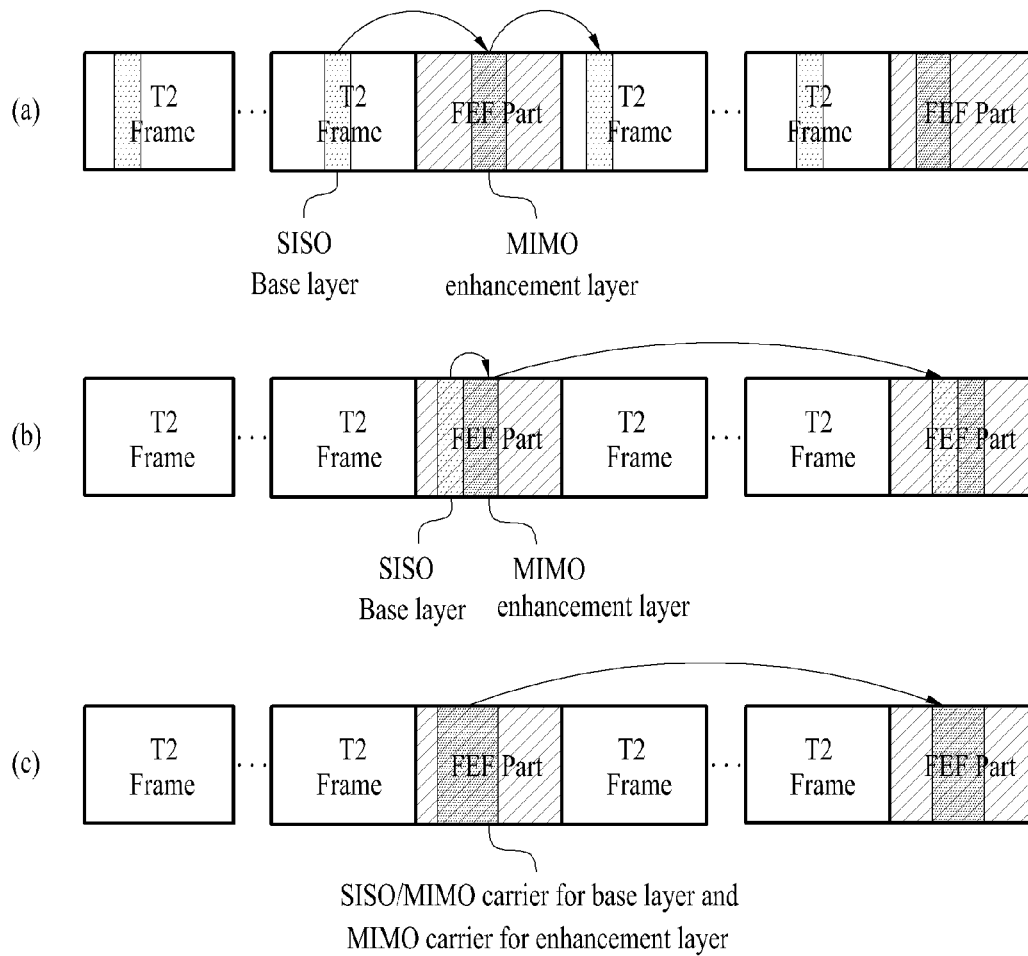 (a)
T2 Frame
. . .
T2 Frame
FEF Part
T2 Frame
. . .
T2 Frame
FEF Part
SISO
Base layer
MIMO
enhancement layer
(b)
T2 Frame
. . .
T2 Frame
FEF Part
T2 Frame
. . .
T2 Frame
FEF Part
SISO
Base layer
MIMO
enhancement layer
(c)
T2 Frame
. . .
T2 Frame
FEF Part
T2 Frame
. . .
T2 Frame
FEF Part
SISO/MIMO carrier for base layer and
MIMO carrier for enhancement layer